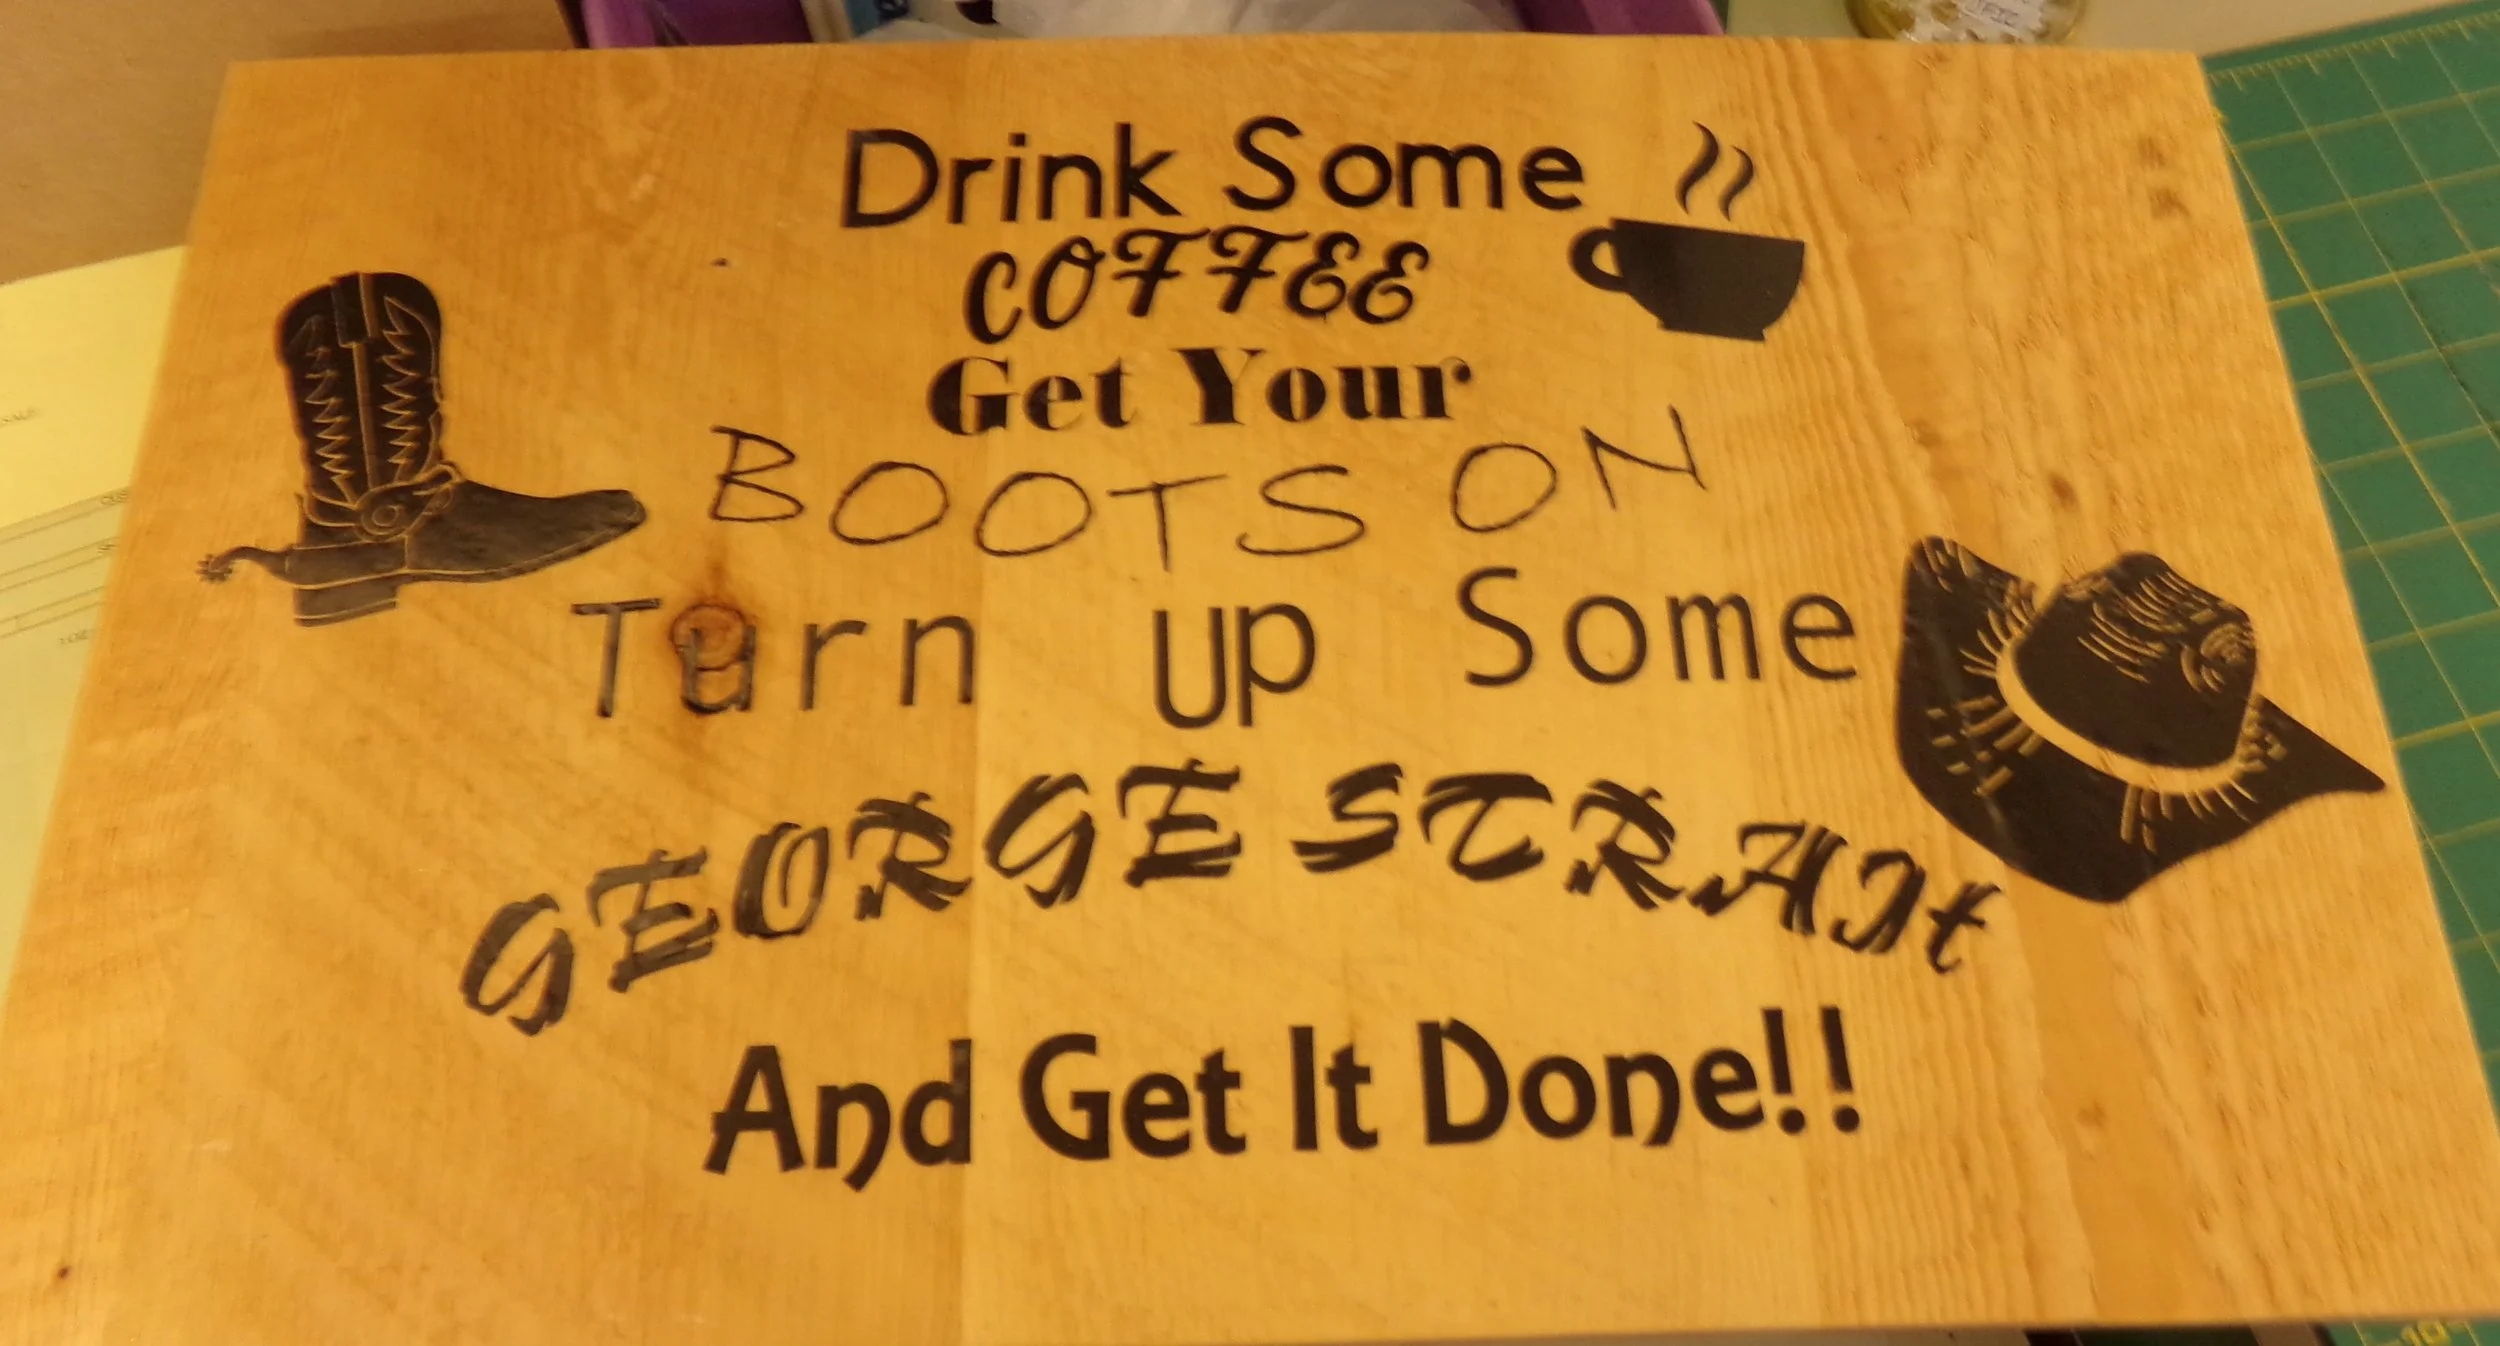 Drink Some
COFFEE
Get Your
BOOTS ON
Turn up Some
GEORGE STRAIt
And Get It Done!!